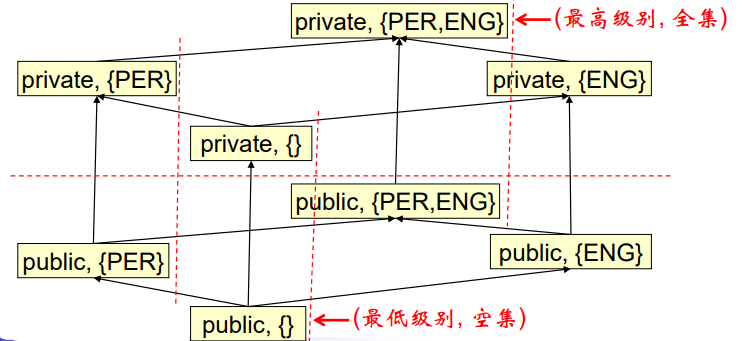 private, {PER,ENG}
(最高级别, 全集)
private, {PER}
private, {ENG}
private, {}
public, {PER,ENG}
public, {PER}
public, {ENG}
public, {}
(最低级别, 空集)